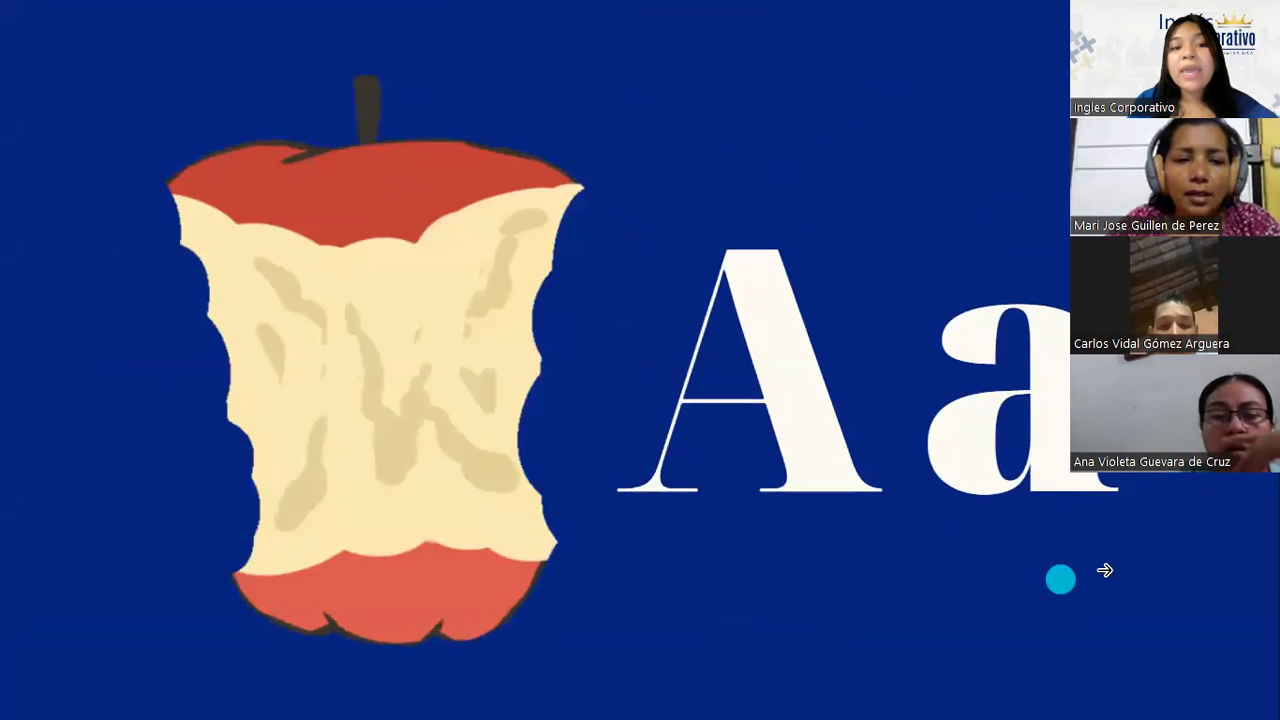 A a
Ingles Corporativo
Mari Jose Guillen de Perez
Carlos Vidal Gómez Arguera
Ana Violeta Guevara de Cruz